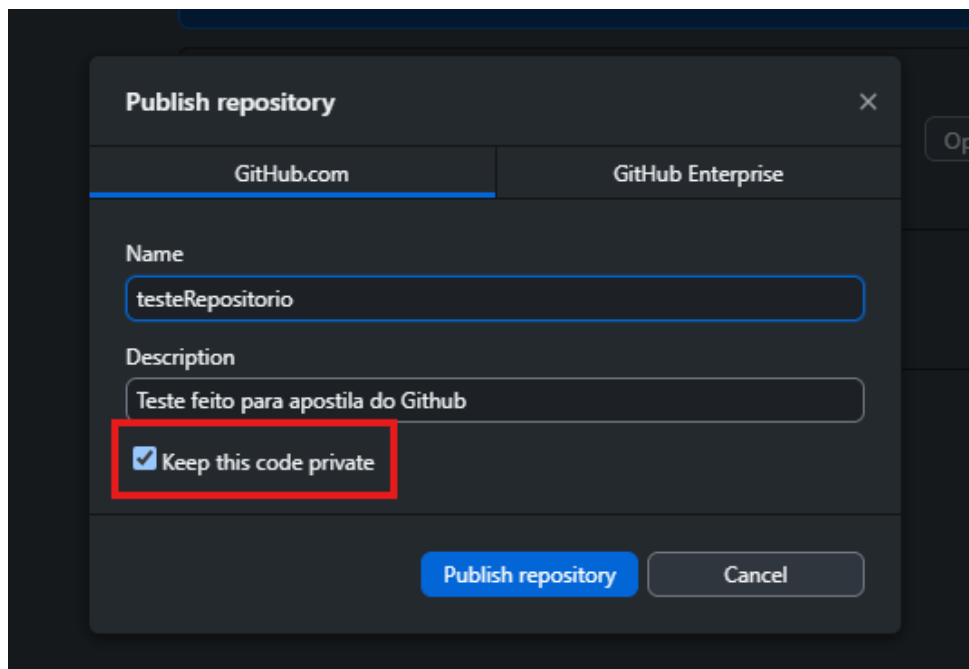 Publish repository
GitHub.com GitHub Enterprise
Name
testeRepositorio
Description
Teste feito para apostila do Github
Keep this code private
Publish repository Cancel